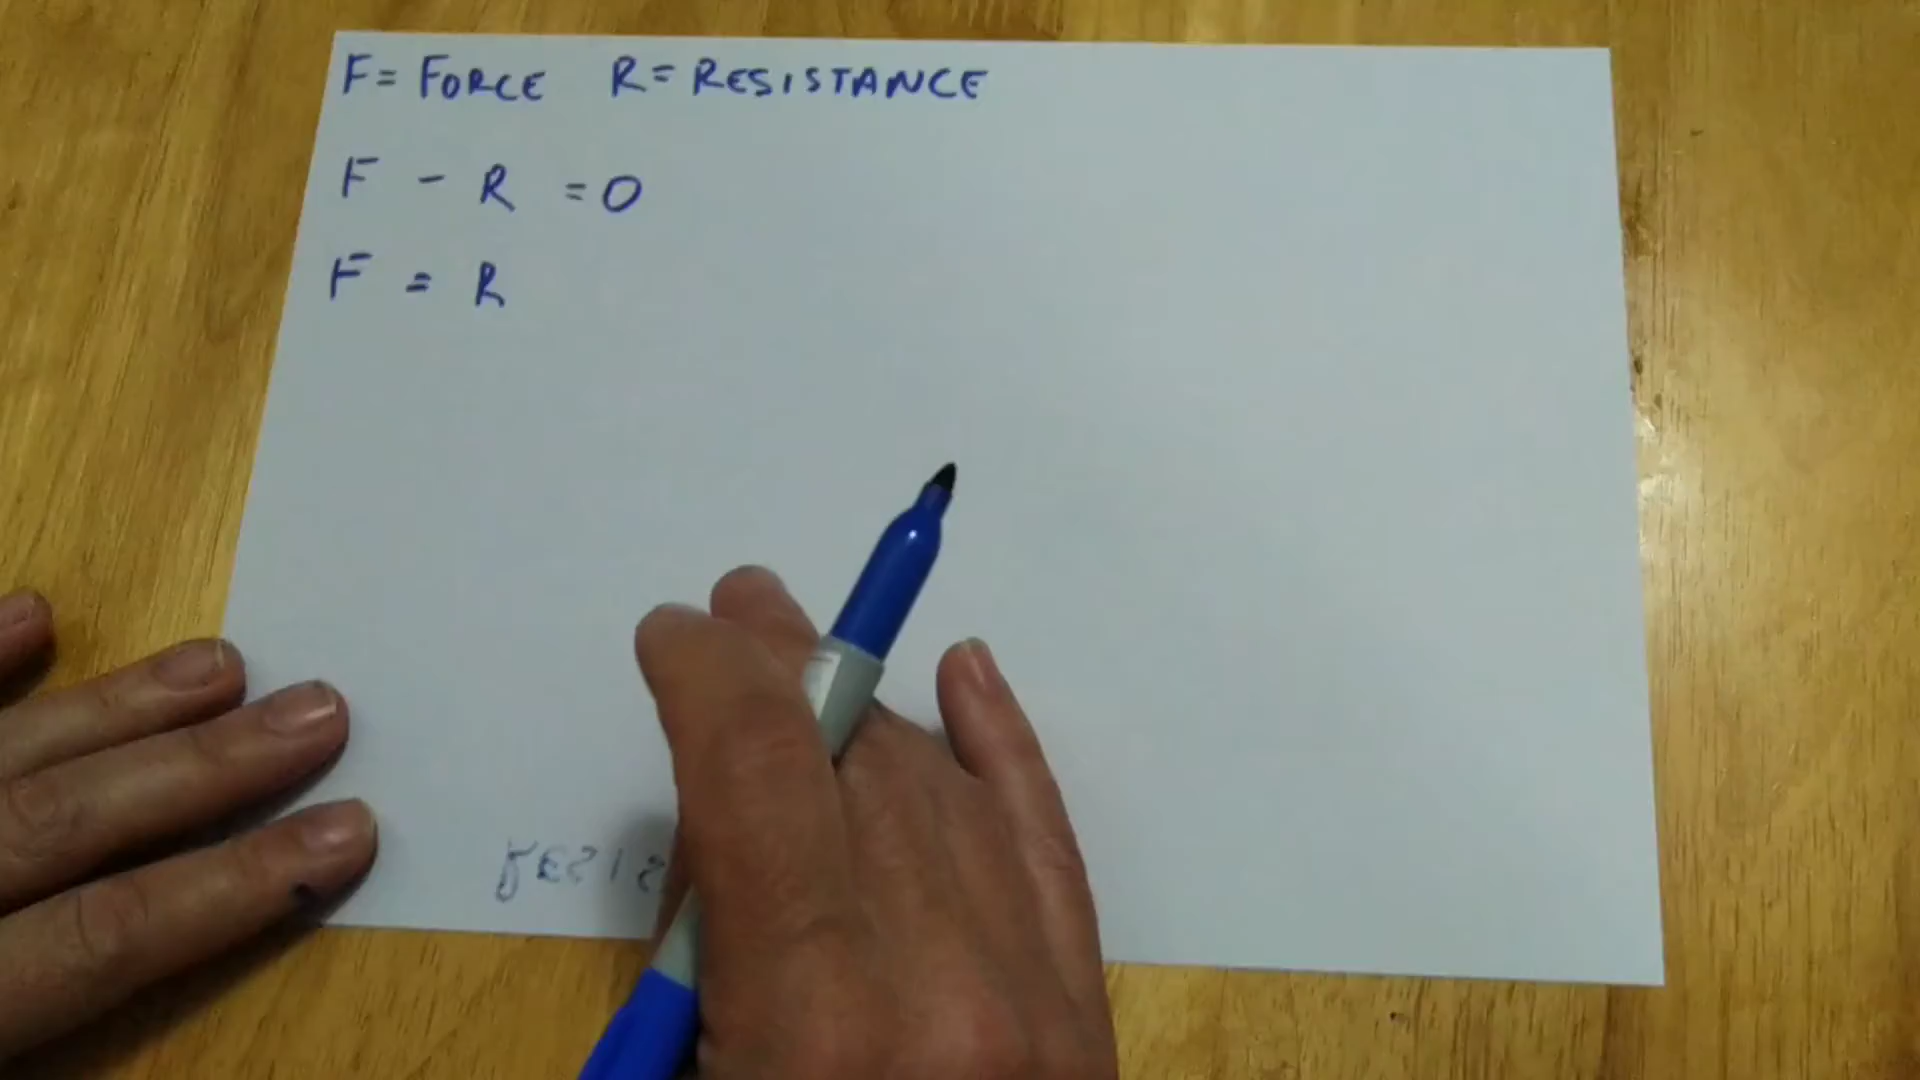 F = FORCE R = RESISTANCE
F - R = 0
F = R